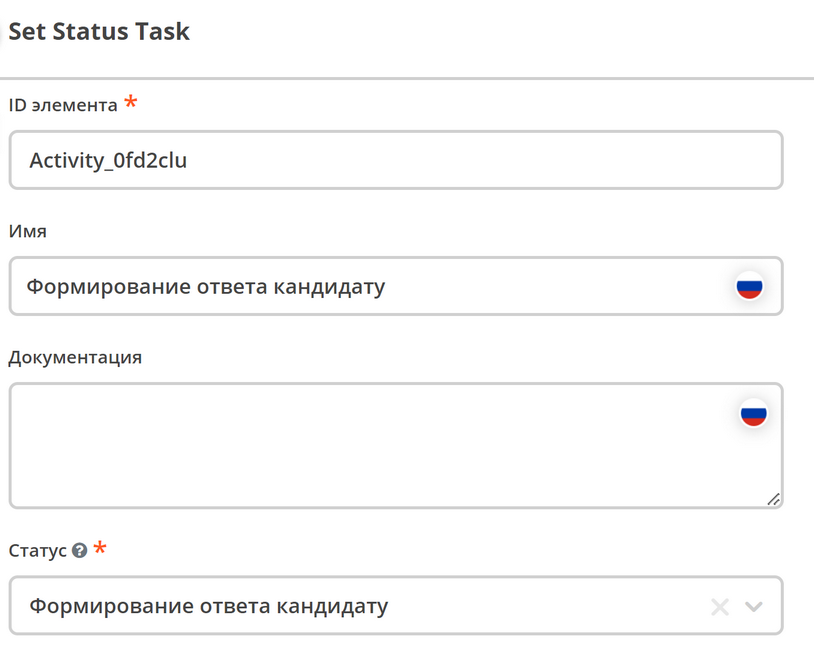 Set Status Task
ID элемента *
Activity_0fd2clu
Имя
Формирование ответа кандидату
Документация
Статус ? *
Формирование ответа кандидату